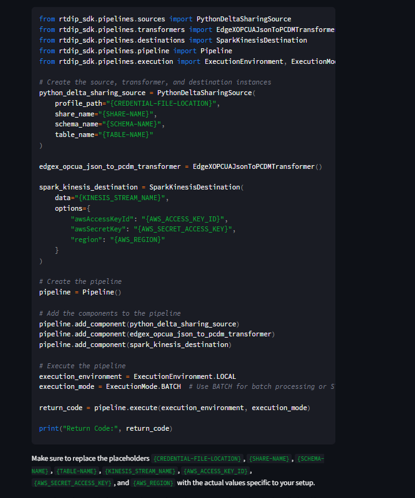 from rtdip_sdk.pipelines.sources import PythonDeltaSharingSource
from rtdip_sdk.pipelines.transformers import EdgeXOPCUAJsonToPCDMTransforme
from rtdip_sdk.pipelines.destinations import SparkKinesisDestination
from rtdip_sdk.pipelines.pipeline import Pipeline
from rtdip_sdk.pipelines.execution import ExecutionEnvironment, ExecutionMod
# Create the source, transformer, and destination instances
python_delta_sharing_source = PythonDeltaSharingSource(
profile_path="{CREDENTIAL-FILE-LOCATION}",
share_name="{SHARE-NAME}",
schema_name="{SCHEMA-NAME}",
table_name="{TABLE-NAME}"
)
edgex_opcua_json_to_pcdm_transformer = EdgeXOPCUAJsonToPCDMTransformer()
spark_kinesis_destination = SparkKinesisDestination(
data="{KINESIS_STREAM_NAME}",
options={
"awsAccessKeyId": "{AWS_ACCESS_KEY_ID}",
"awsSecretKey": "{AWS_SECRET_ACCESS_KEY}",
"region": "{AWS_REGION}"
}
)
# Create the pipeline
pipeline = Pipeline()
# Add the components to the pipeline
pipeline.add_component(python_delta_sharing_source)
pipeline.add_component(edgex_opcua_json_to_pcdm_transformer)
pipeline.add_component(spark_kinesis_destination)
# Execute the pipeline
execution_environment = ExecutionEnvironment.LOCAL
execution_mode = ExecutionMode.BATCH # Use BATCH for batch processing or S
return_code = pipeline.execute(execution_environment, execution_mode)
print("Return Code:", return_code)
Make sure to replace the placeholders {CREDENTIAL-FILE-LOCATION} , {SHARE-NAME} , {SCHEMA-
NAME} , {TABLE-NAME} , {KINESIS_STREAM_NAME} , {AWS_ACCESS_KEY_ID} ,
{AWS_SECRET_ACCESS_KEY} , and {AWS_REGION} with the actual values specific to your setup.